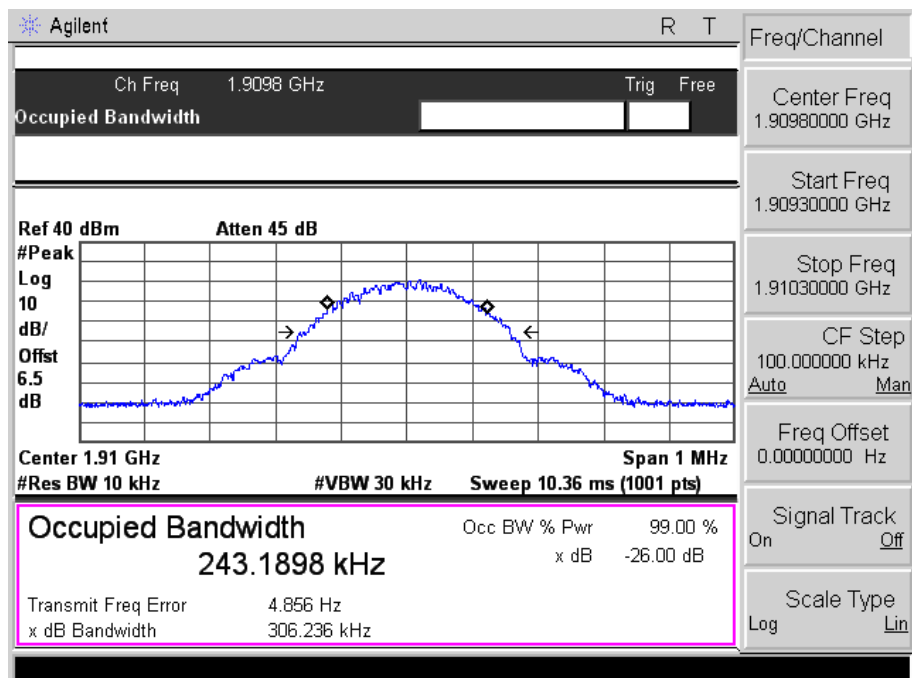 Agilent R T
Ch Freq 1.9098 GHz Trig Free
Occupied Bandwidth
Ref 40 dBm Atten 45 dB
#Peak
Log
10
dB/
Offst
6.5
dB
Center 1.91 GHz Span 1 MHz
#Res BW 10 kHz #VBW 30 kHz Sweep 10.36 ms (1001 pts)
Occupied Bandwidth
243.1898 kHz
Occ BW % Pwr 99.00 %
x dB -26.00 dB
Transmit Freq Error 4.856 Hz
x dB Bandwidth 306.236 kHz
Freq/Channel
Center Freq
1.90980000 GHz
Start Freq
1.90930000 GHz
Stop Freq
1.91030000 GHz
CF Step
100.000000 kHz
Auto Man
Freq Offset
0.00000000 Hz
Signal Track
On Off
Scale Type
Log Lin